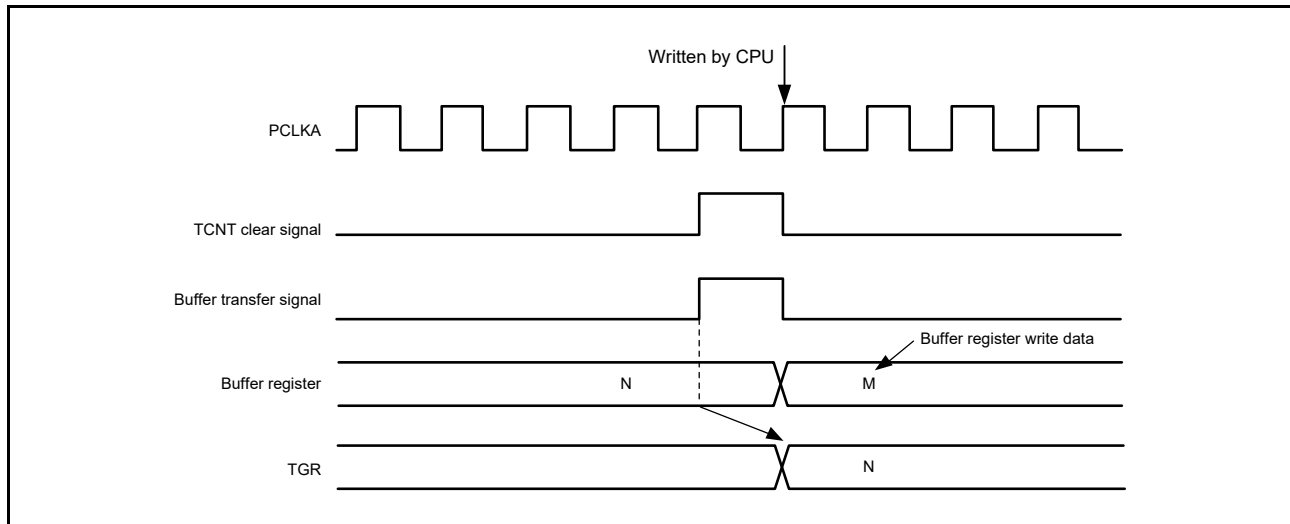 Written by CPU
PCLKA
TCNT clear signal
Buffer transfer signal
Buffer register write data
Buffer register
N
M
TGR
N